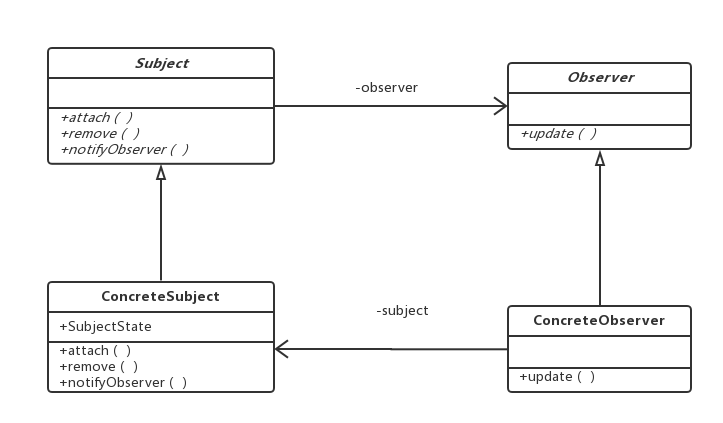 Subject
+attach ( )
+remove ( )
+notifyObserver ( )
-observer
Observer
+update ( )
ConcreteSubject
+SubjectState
+attach ( )
+remove ( )
+notifyObserver ( )
-subject
ConcreteObserver
+update ( )